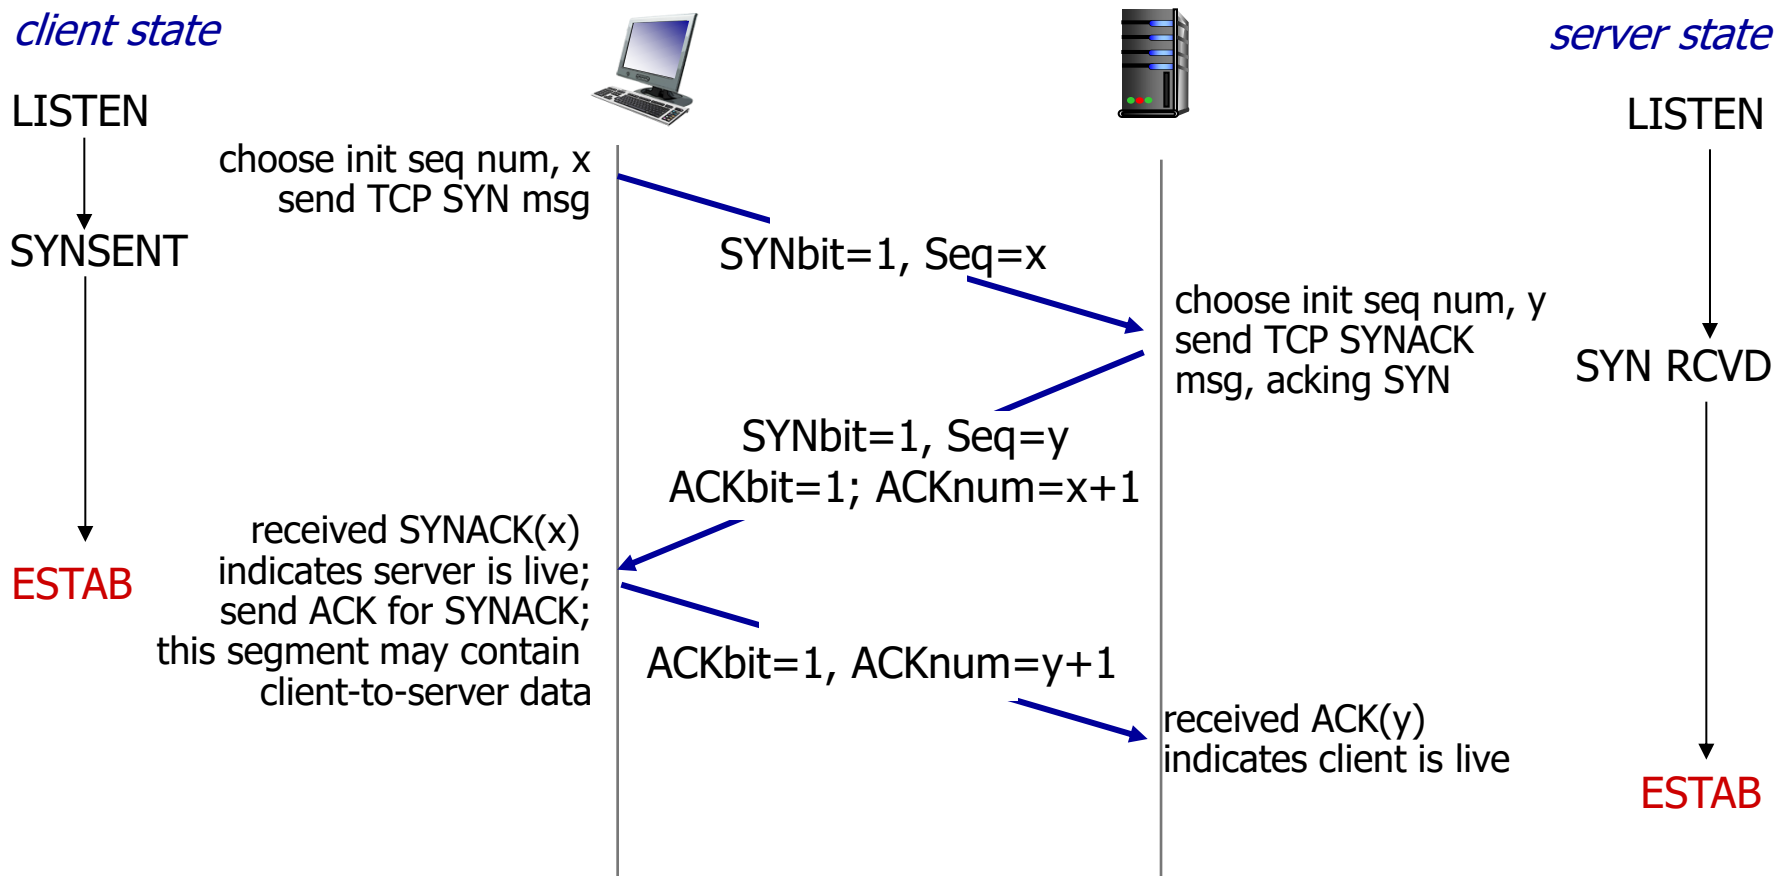 client state
server state
LISTEN
LISTEN
choose init seq num, x
send TCP SYN msg
SYNSENT
SYNbit=1, Seq=x
choose init seq num, y
send TCP SYNACK
msg, acking SYN
SYN RCVD
SYNbit=1, Seq=y
ACKbit=1; ACKnum=x+1
received SYNACK(x)
indicates server is live;
send ACK for SYNACK;
this segment may contain
client-to-server data
ESTAB
ACKbit=1, ACKnum=y+1
received ACK(y)
indicates client is live
ESTAB